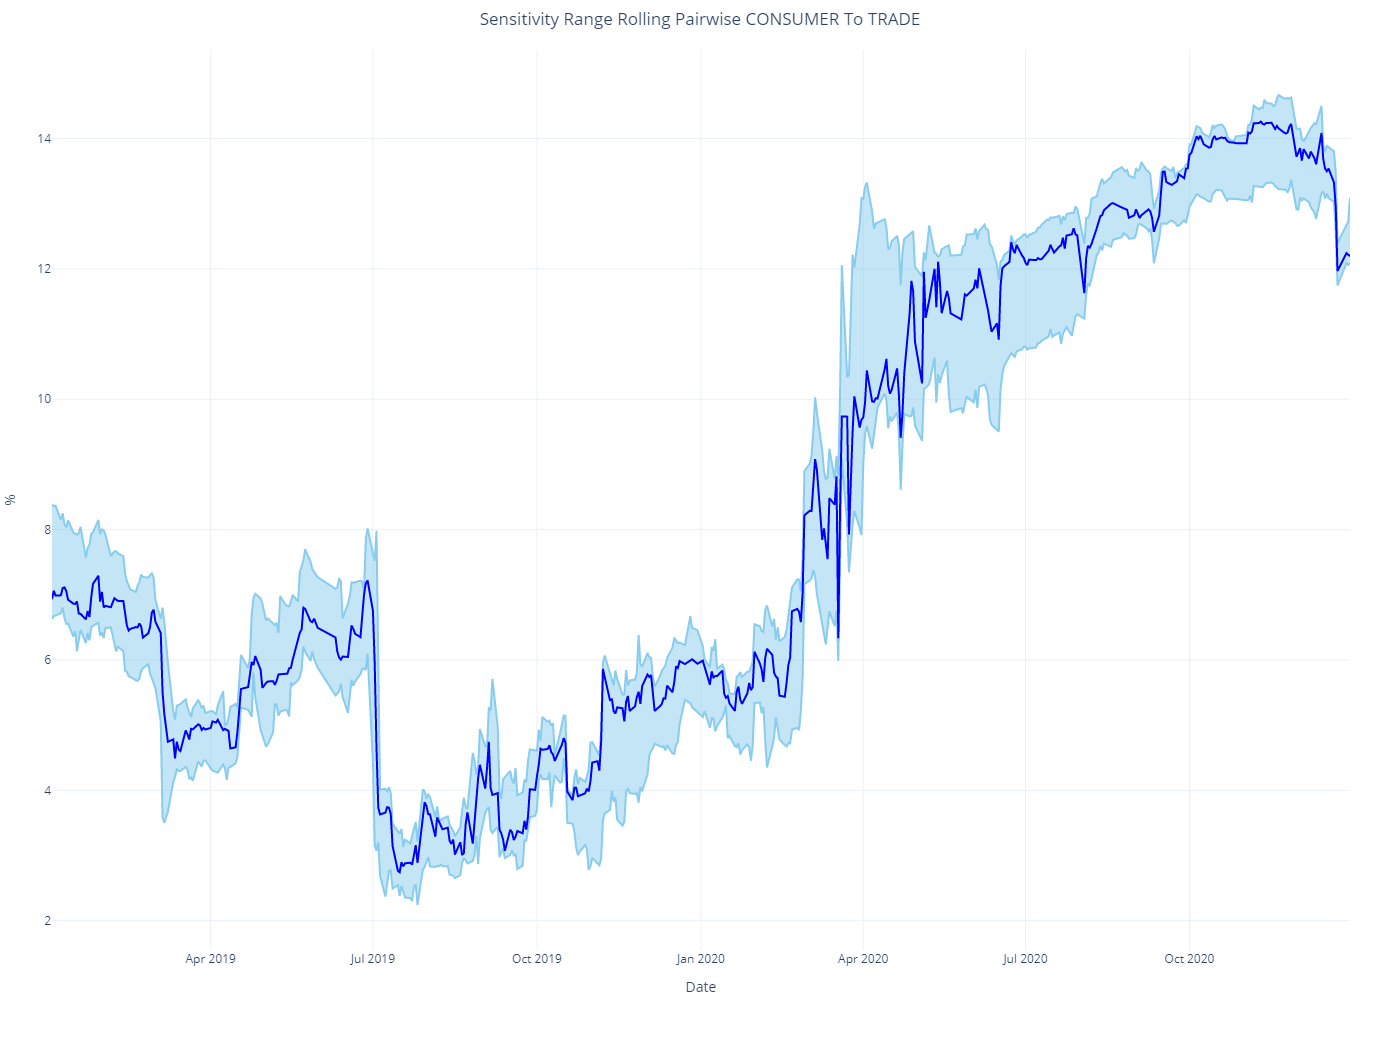 Sensitivity Range Rolling Pairwise CONSUMER To TRADE
14
12
10
8
6
4
2
%
Apr 2019
Jul 2019
Oct 2019
Jan 2020
Apr 2020
Jul 2020
Oct 2020
Date